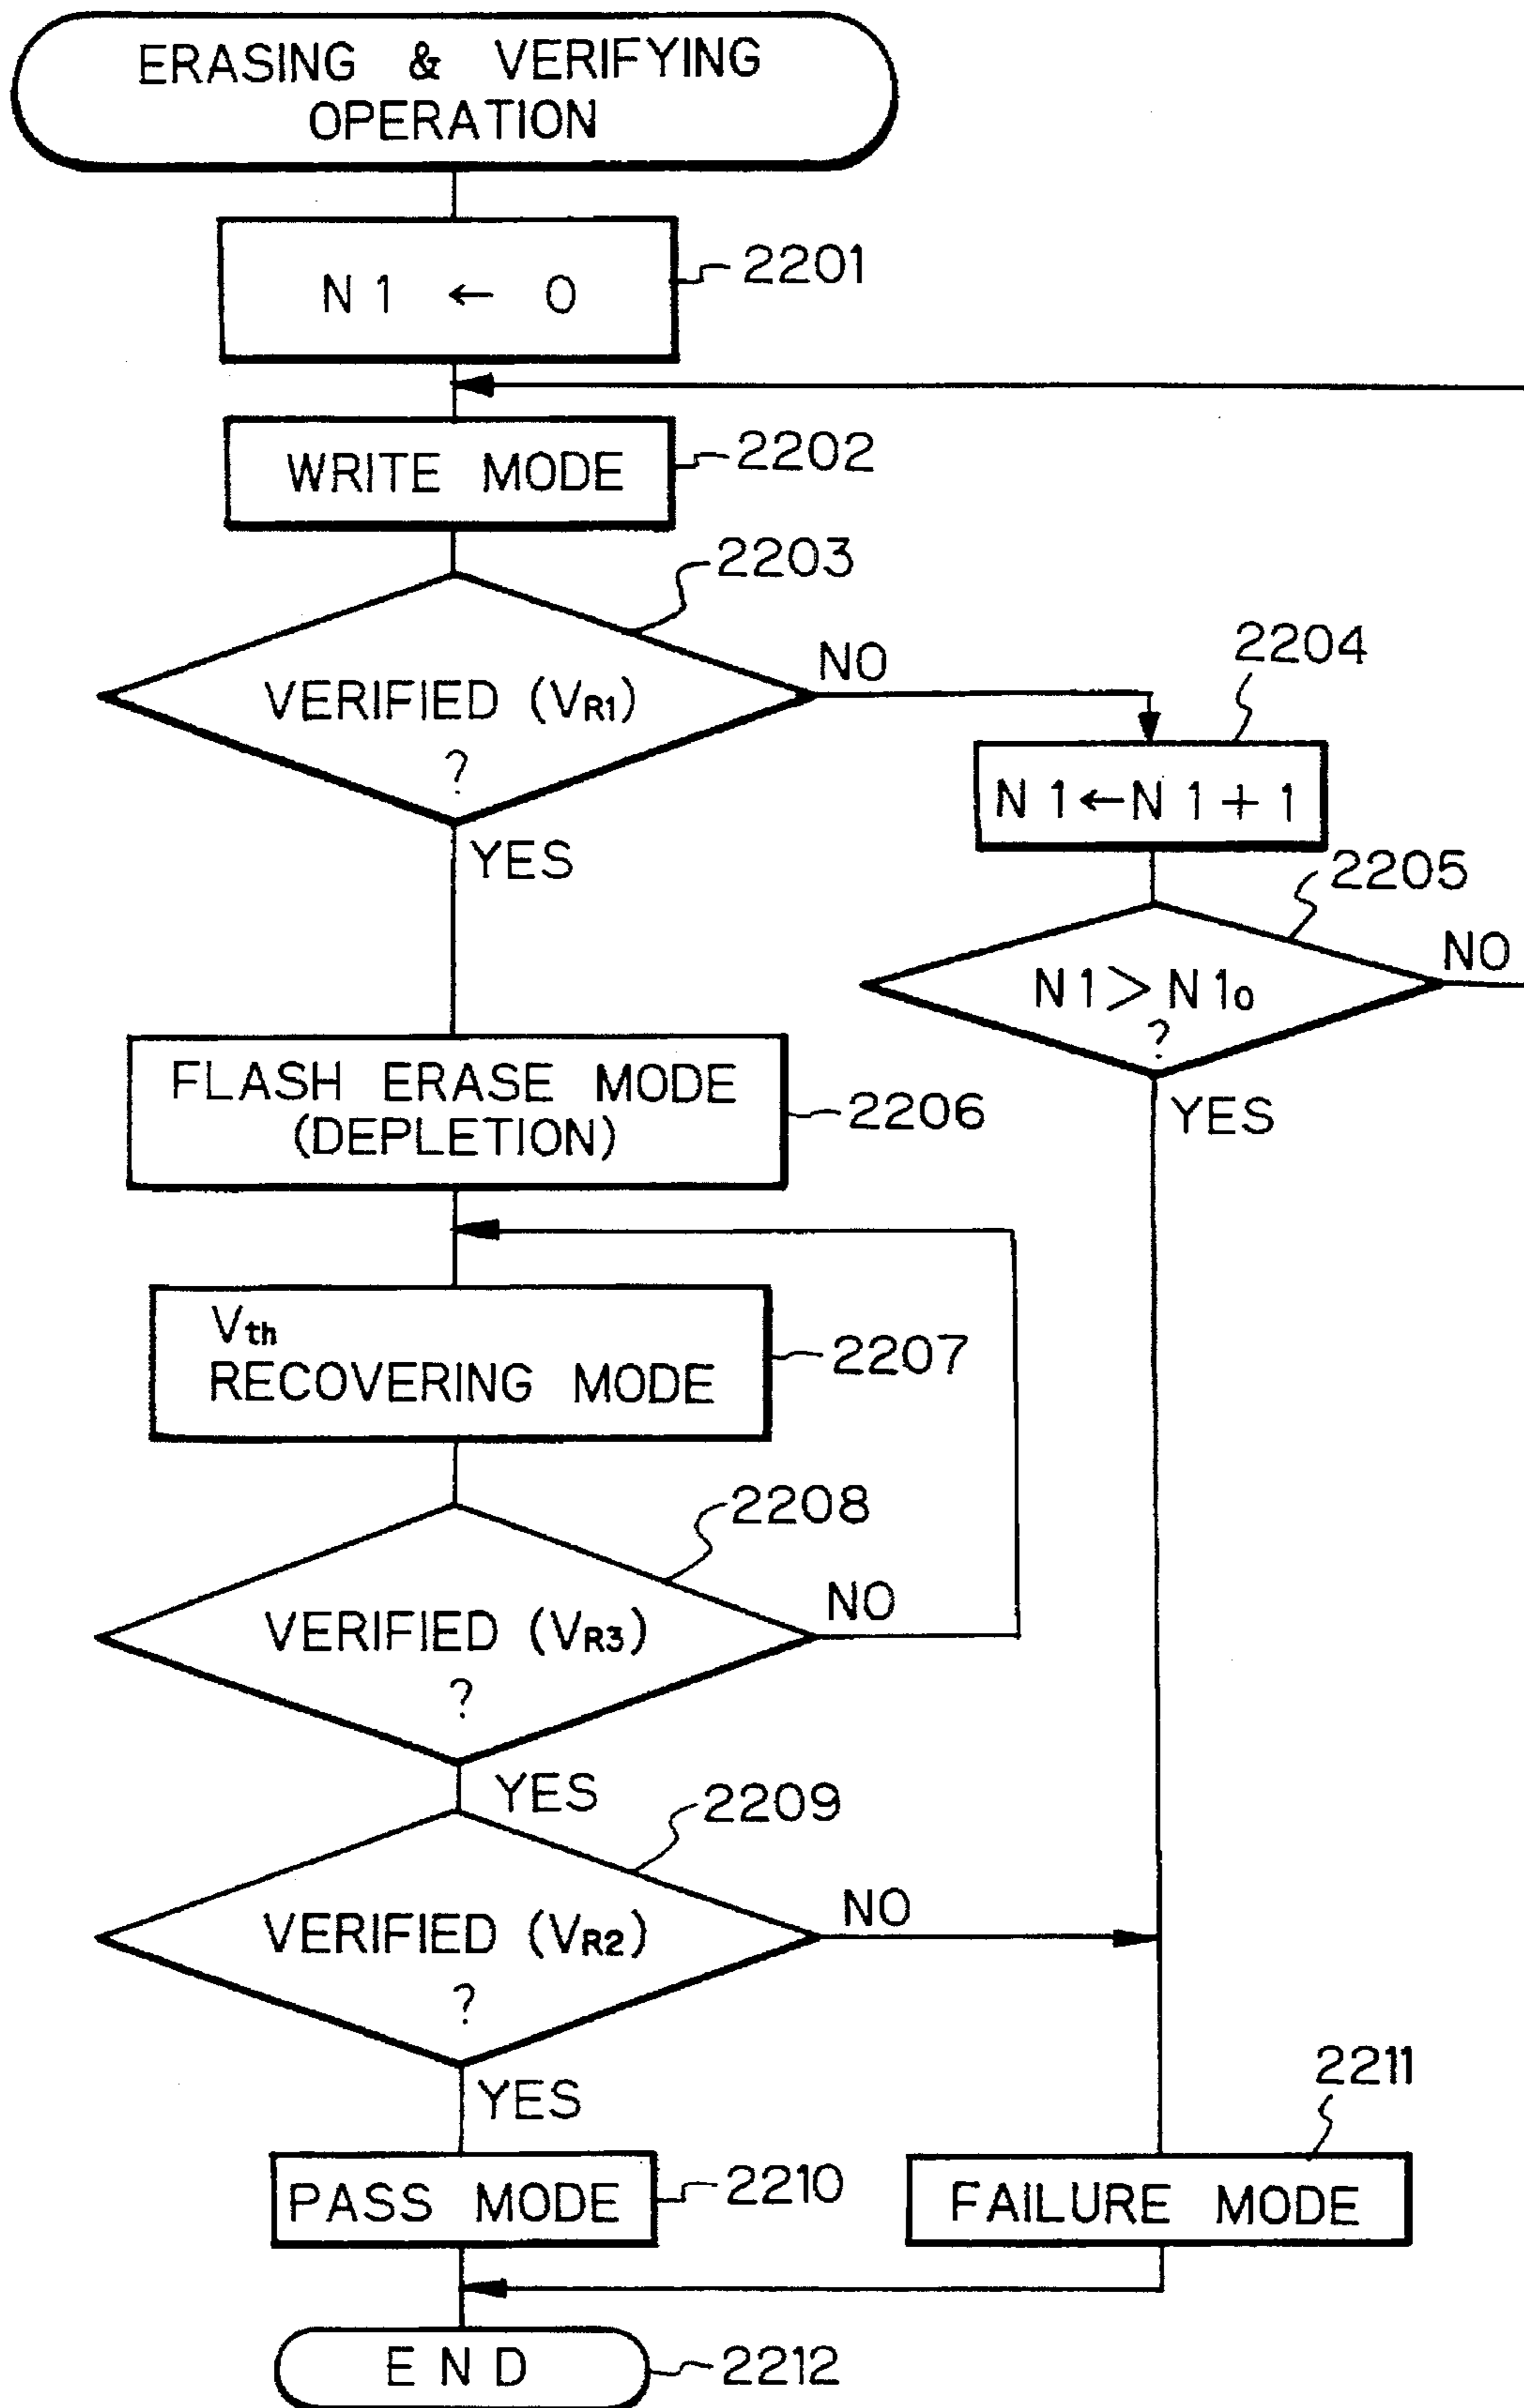 ERASING & VERIFYING
OPERATION
2201
N1 ← 0
2202
WRITE MODE
2203
NO
2204
VERIFIED (VR1)
?
N1←N1+1
YES
2205
NO
N1>N10
?
FLASH ERASE MODE
(DEPLETION)
2206
YES
Vth
RECOVERING MODE
2207
2208
NO
VERIFIED (VR3)
?
YES
2209
NO
VERIFIED (VR2)
?
YES
2211
PASS MODE
2210
FAILURE MODE
END
2212